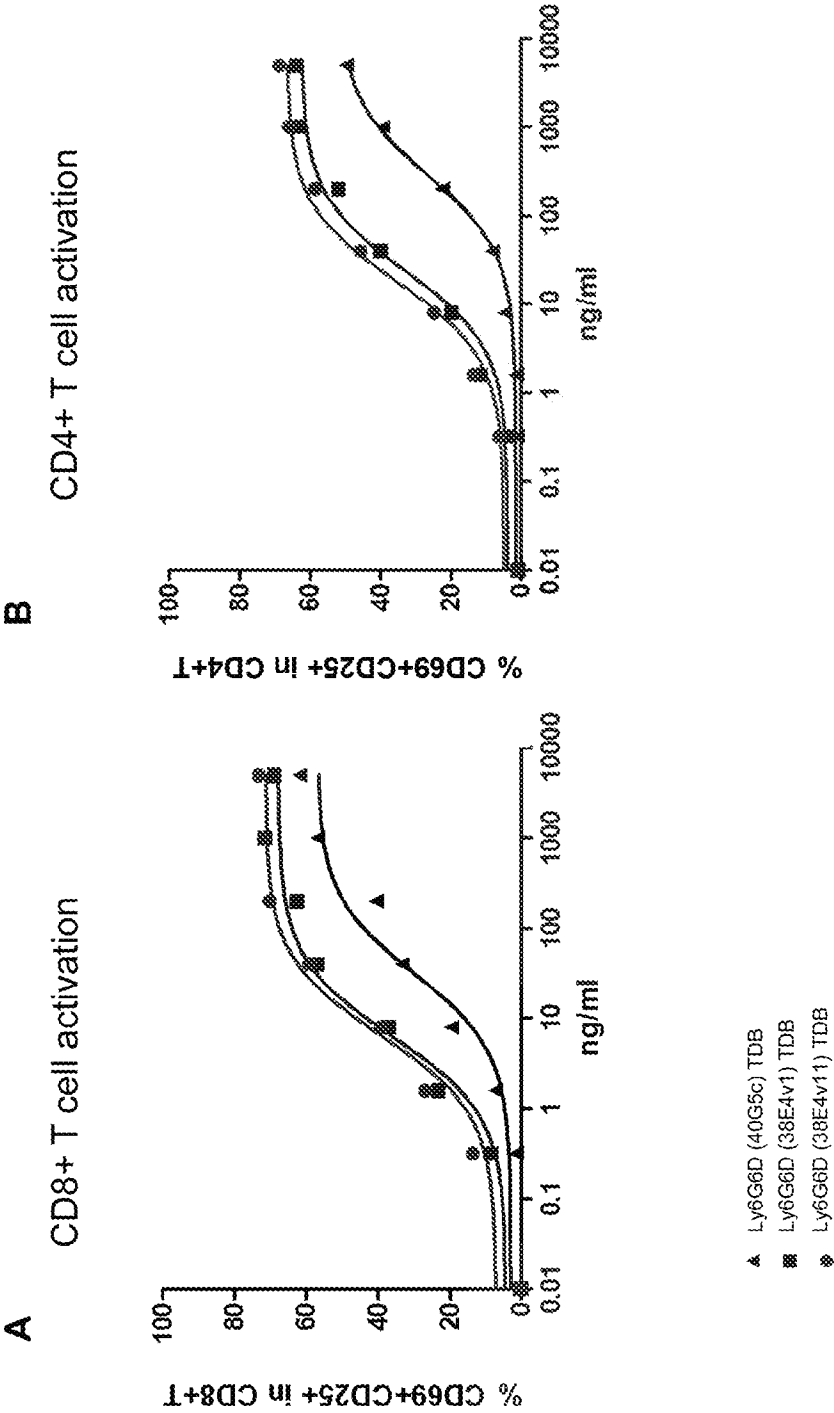 A
CD8+ T cell activation
% CD69+CD25+ in CD8+T
100
80
60
40
20
0
0.01
0.1
1
10
100
1000
10000
ng/ml
B
CD4+ T cell activation
% CD69+CD25+ in CD4+T
100
80
60
40
20
0
0.01
0.1
1
10
100
1000
10000
ng/ml
Ly6G6D (40G5c) TDB
Ly6G6D (38E4v1) TDB
Ly6G6D (38E4v11) TDB